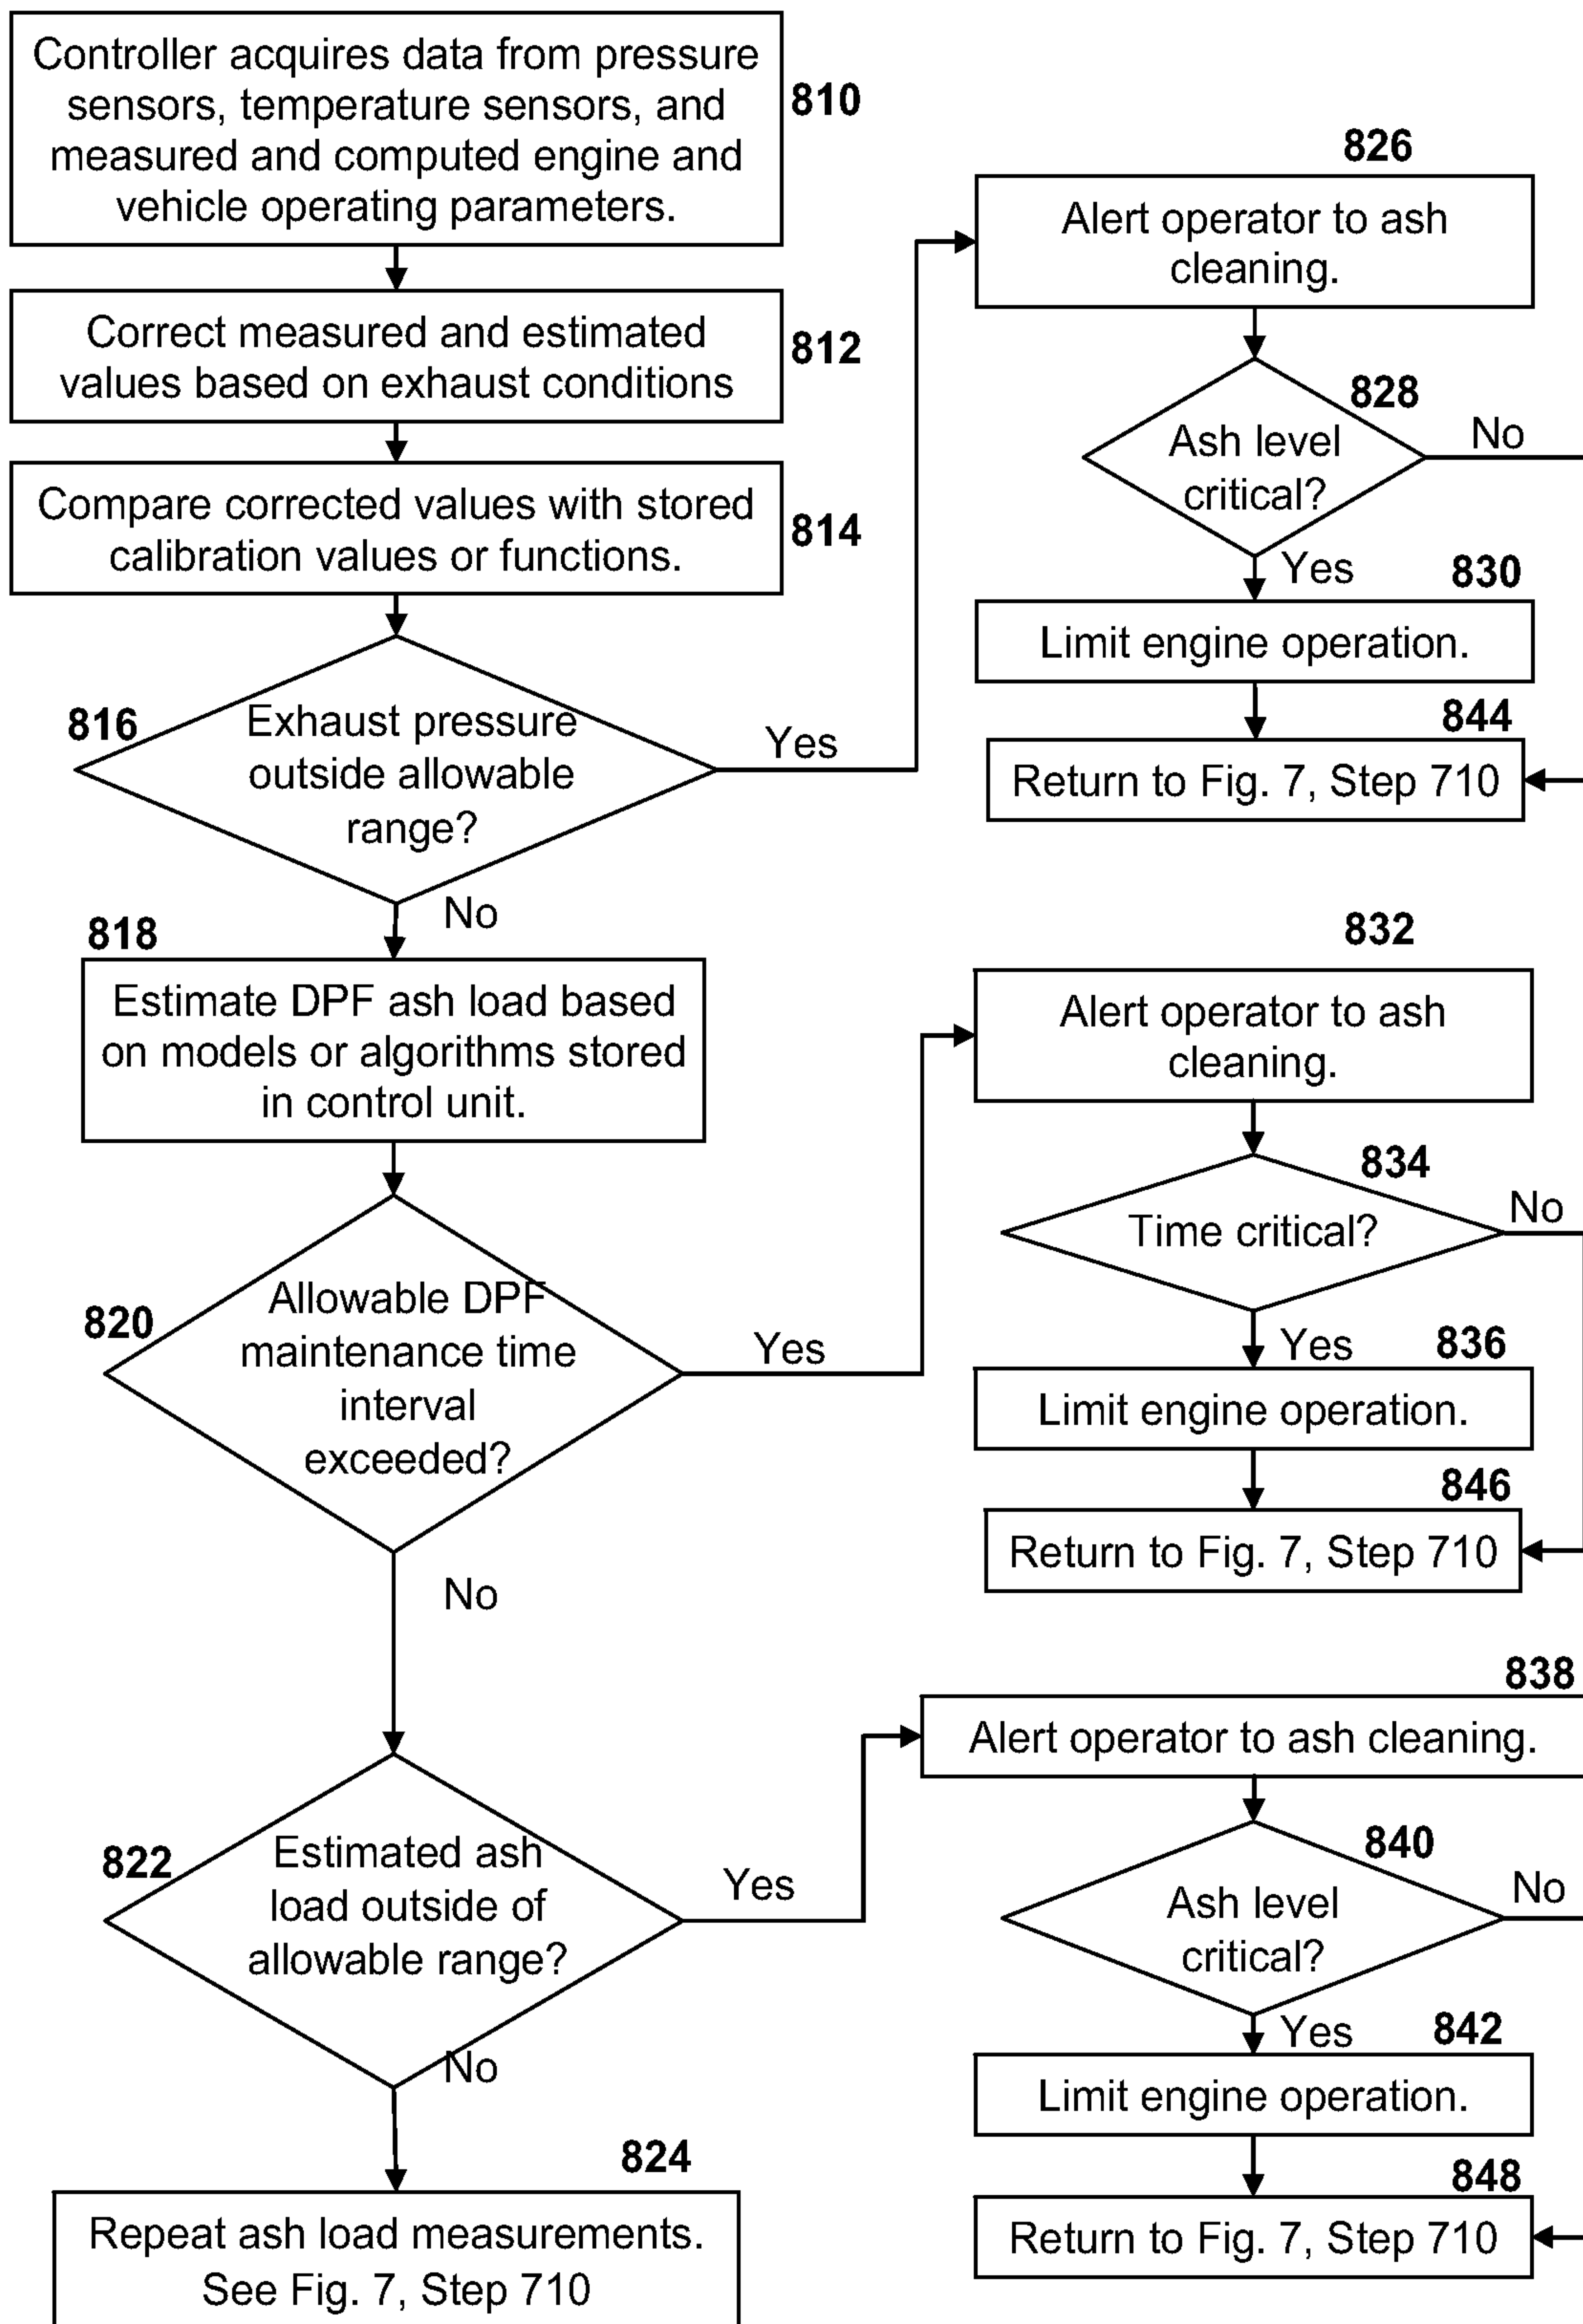 Controller acquires data from pressure
sensors, temperature sensors, and
measured and computed engine and
vehicle operating parameters.
810
Correct measured and estimated
values based on exhaust conditions
812
Compare corrected values with stored
calibration values or functions.
814
816
Exhaust pressure
outside allowable
range?
Yes
No
818
Estimate DPF ash load based
on models or algorithms stored
in control unit.
820
Allowable DPF
maintenance time
interval
exceeded?
Yes
No
822
Estimated ash
load outside of
allowable range?
Yes
No
824
Repeat ash load measurements.
See Fig. 7, Step 710
826
Alert operator to ash
cleaning.
828
Ash level
critical?
No
Yes
830
Limit engine operation.
844
Return to Fig. 7, Step 710
832
Alert operator to ash
cleaning.
834
Time critical?
No
Yes
836
Limit engine operation.
846
Return to Fig. 7, Step 710
838
Alert operator to ash cleaning.
840
Ash level
critical?
No
Yes
842
Limit engine operation.
848
Return to Fig. 7, Step 710